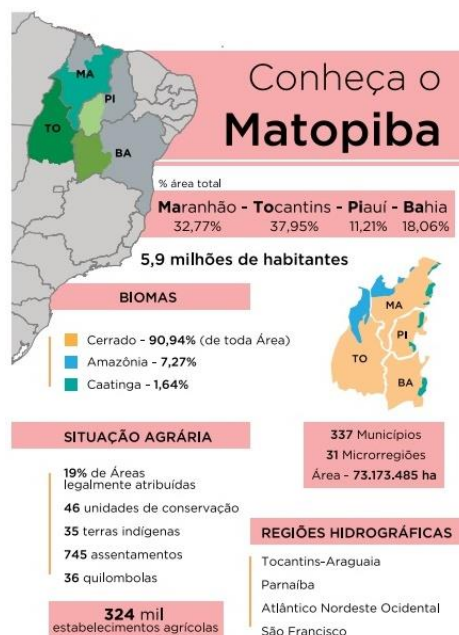 MA
PI
TO
BA
Conheça o
Matopiba
% área total
Maranhão - Tocantins - Piauí - Bahia
32,77% 37,95% 11,21% 18,06%
5,9 milhões de habitantes
BIOMAS
Cerrado - 90,94% (de toda Área)
Amazônia - 7,27%
Caatinga - 1,64%
MA
PI
TO
BA
SITUAÇÃO AGRÁRIA
19% de Áreas
legalmente atribuídas
46 unidades de conservação
35 terras indígenas
745 assentamentos
36 quilombolas
324 mil
estabelecimentos agrícolas
337 Municípios
31 Microrregiões
Área - 73.173.485 ha
REGIÕES HIDROGRÁFICAS
Tocantins-Araguaia
Parnaíba
Atlântico Nordeste Ocidental
São Francisco